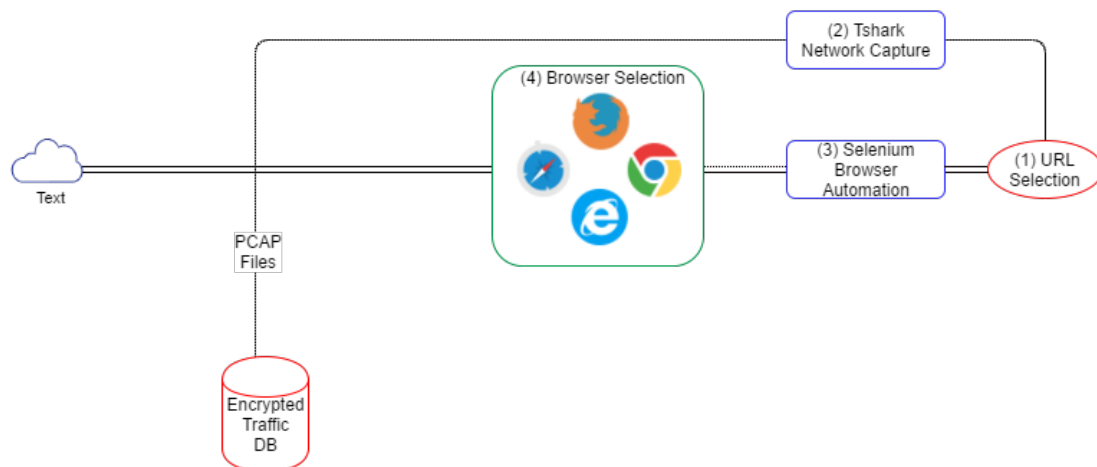 (2) Tshark
Network Capture
(4) Browser Selection
(3) Selenium
Browser
Automation
(1) URL
Selection
Text
PCAP
Files
Encrypted
Traffic
DB